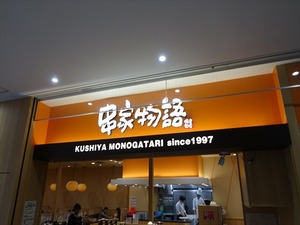 串家物語
KUSHIYA MONOGATARI since1997